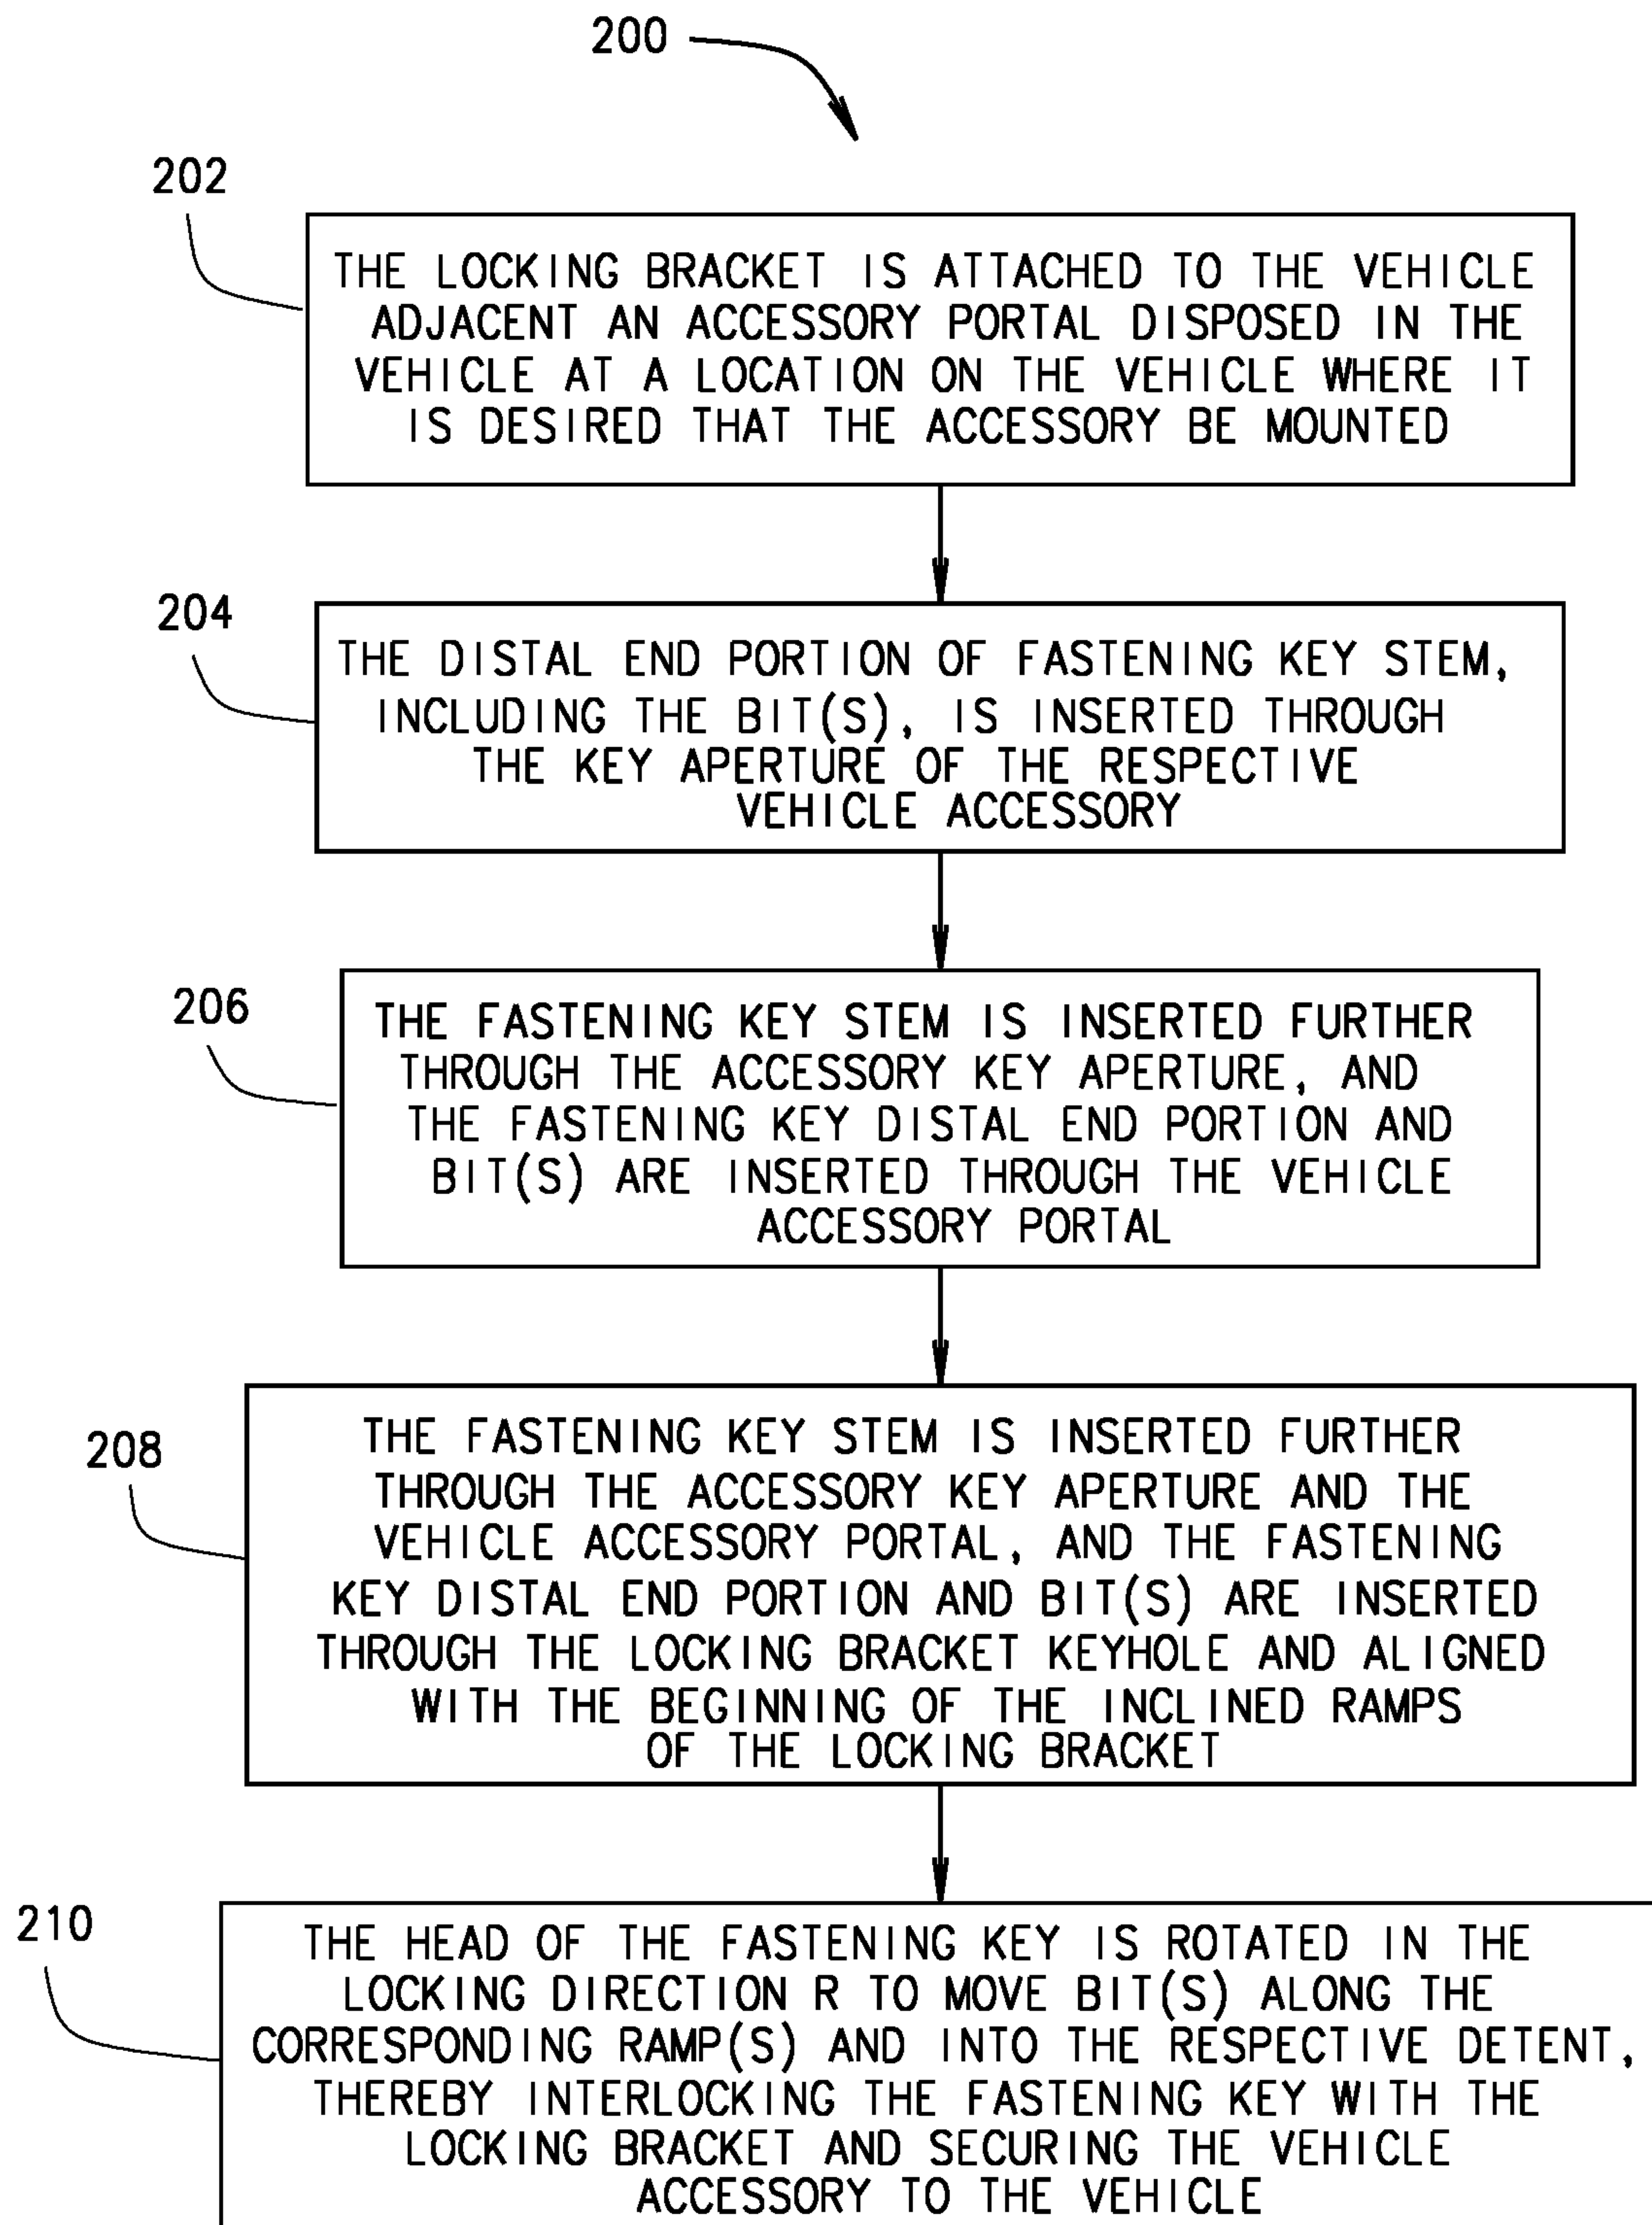 200
202
THE LOCKING BRACKET IS ATTACHED TO THE VEHICLE
ADJACENT AN ACCESSORY PORTAL DISPOSED IN THE
VEHICLE AT A LOCATION ON THE VEHICLE WHERE IT
IS DESIRED THAT THE ACCESSORY BE MOUNTED
204
THE DISTAL END PORTION OF FASTENING KEY STEM,
INCLUDING THE BIT(S), IS INSERTED THROUGH
THE KEY APERTURE OF THE RESPECTIVE
VEHICLE ACCESSORY
206
THE FASTENING KEY STEM IS INSERTED FURTHER
THROUGH THE ACCESSORY KEY APERTURE, AND
THE FASTENING KEY DISTAL END PORTION AND
BIT(S) ARE INSERTED THROUGH THE VEHICLE
ACCESSORY PORTAL
208
THE FASTENING KEY STEM IS INSERTED FURTHER
THROUGH THE ACCESSORY KEY APERTURE AND THE
VEHICLE ACCESSORY PORTAL, AND THE FASTENING
KEY DISTAL END PORTION AND BIT(S) ARE INSERTED
THROUGH THE LOCKING BRACKET KEYHOLE AND ALIGNED
WITH THE BEGINNING OF THE INCLINED RAMPS
OF THE LOCKING BRACKET
210
THE HEAD OF THE FASTENING KEY IS ROTATED IN THE
LOCKING DIRECTION R TO MOVE BIT(S) ALONG THE
CORRESPONDING RAMP(S) AND INTO THE RESPECTIVE DETENT,
THEREBY INTERLOCKING THE FASTENING KEY WITH THE
LOCKING BRACKET AND SECURING THE VEHICLE
ACCESSORY TO THE VEHICLE